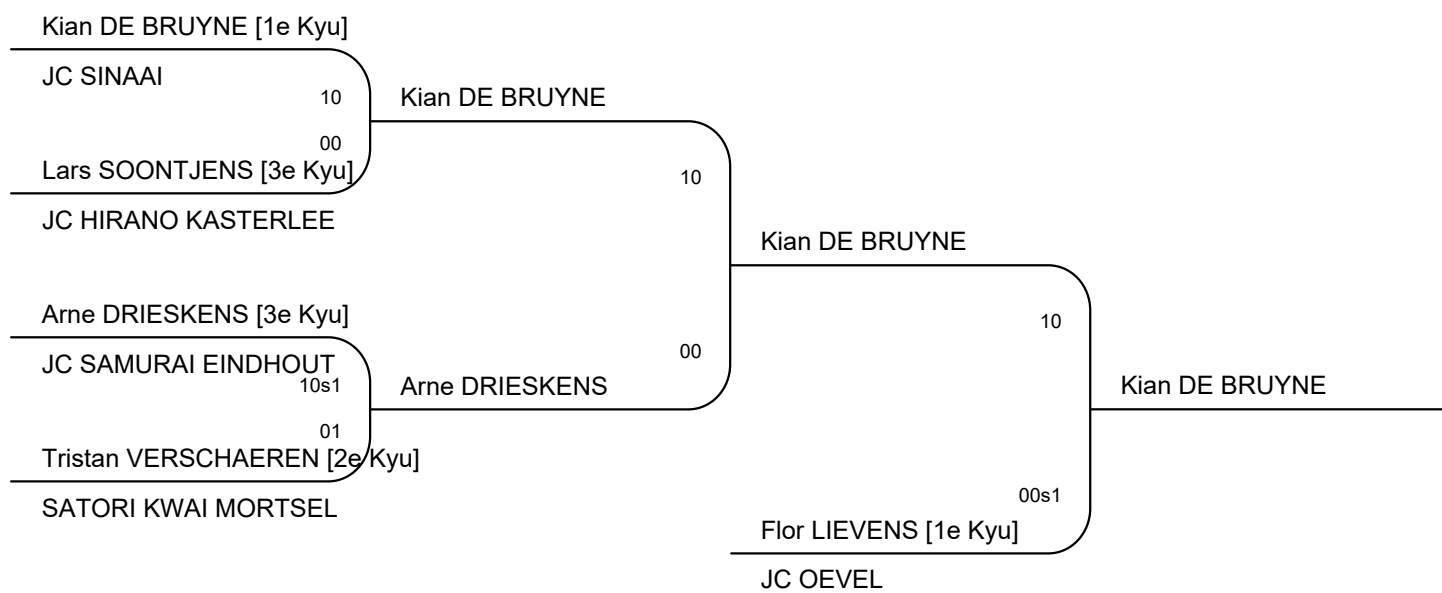 Kian DE BRUYNE [1e Kyu]
JC SINAAI
10
Kian DE BRUYNE
00
Lars SOONTJENS [3e Kyu]
10
JC HIRANO KASTERLEE
Kian DE BRUYNE
Arne DRIESKENS [3e Kyu]
10
JC SAMURAI EINDHOUT
00
10s1
Arne DRIESKENS
Kian DE BRUYNE
01
Tristan VERSCHAEREN [2e Kyu]
00s1
SATORI KWAI MORTSEL
Flor LIEVENS [1e Kyu]
JC OEVEL